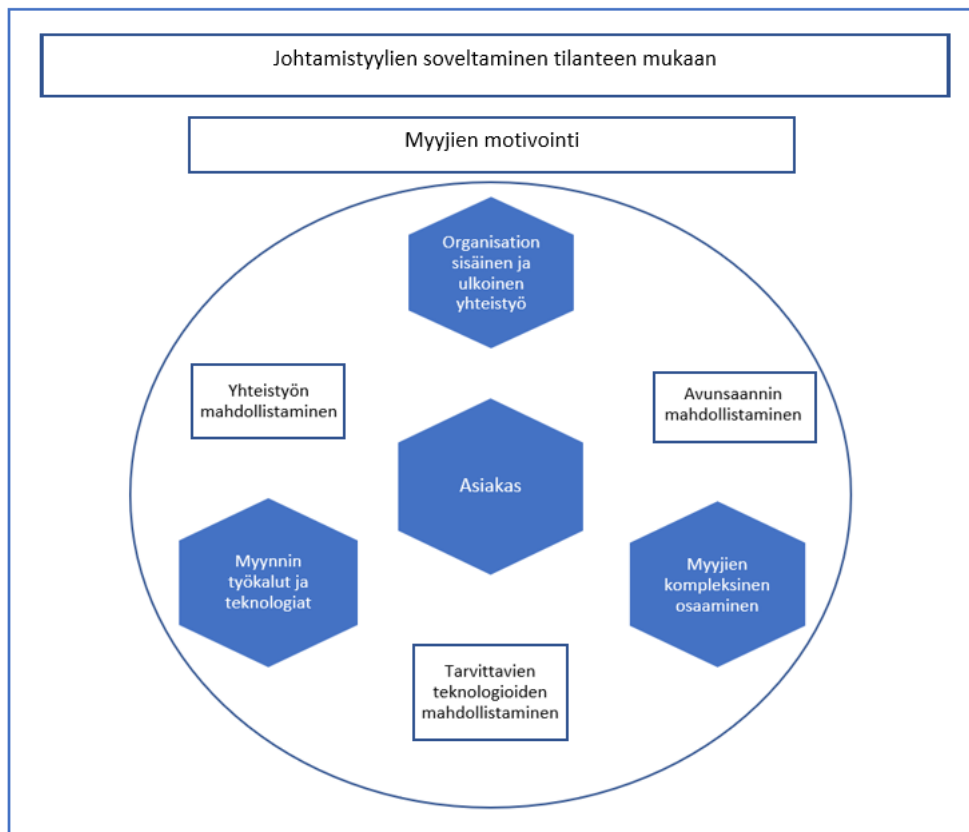 Johtamistyylien soveltaminen tilanteen mukaan
Myyjien motivointi
Organisation
sisäinen ja
ulkoinen
yhteistyö
Yhteistyön
mahdollistaminen
Avunsaannin
mahdollistaminen
Asiakas
Myynnin
työkalut ja
teknologiat
Myyjien
kompleksinen
osaaminen
Tarvittavien
teknologioiden
mahdollistaminen